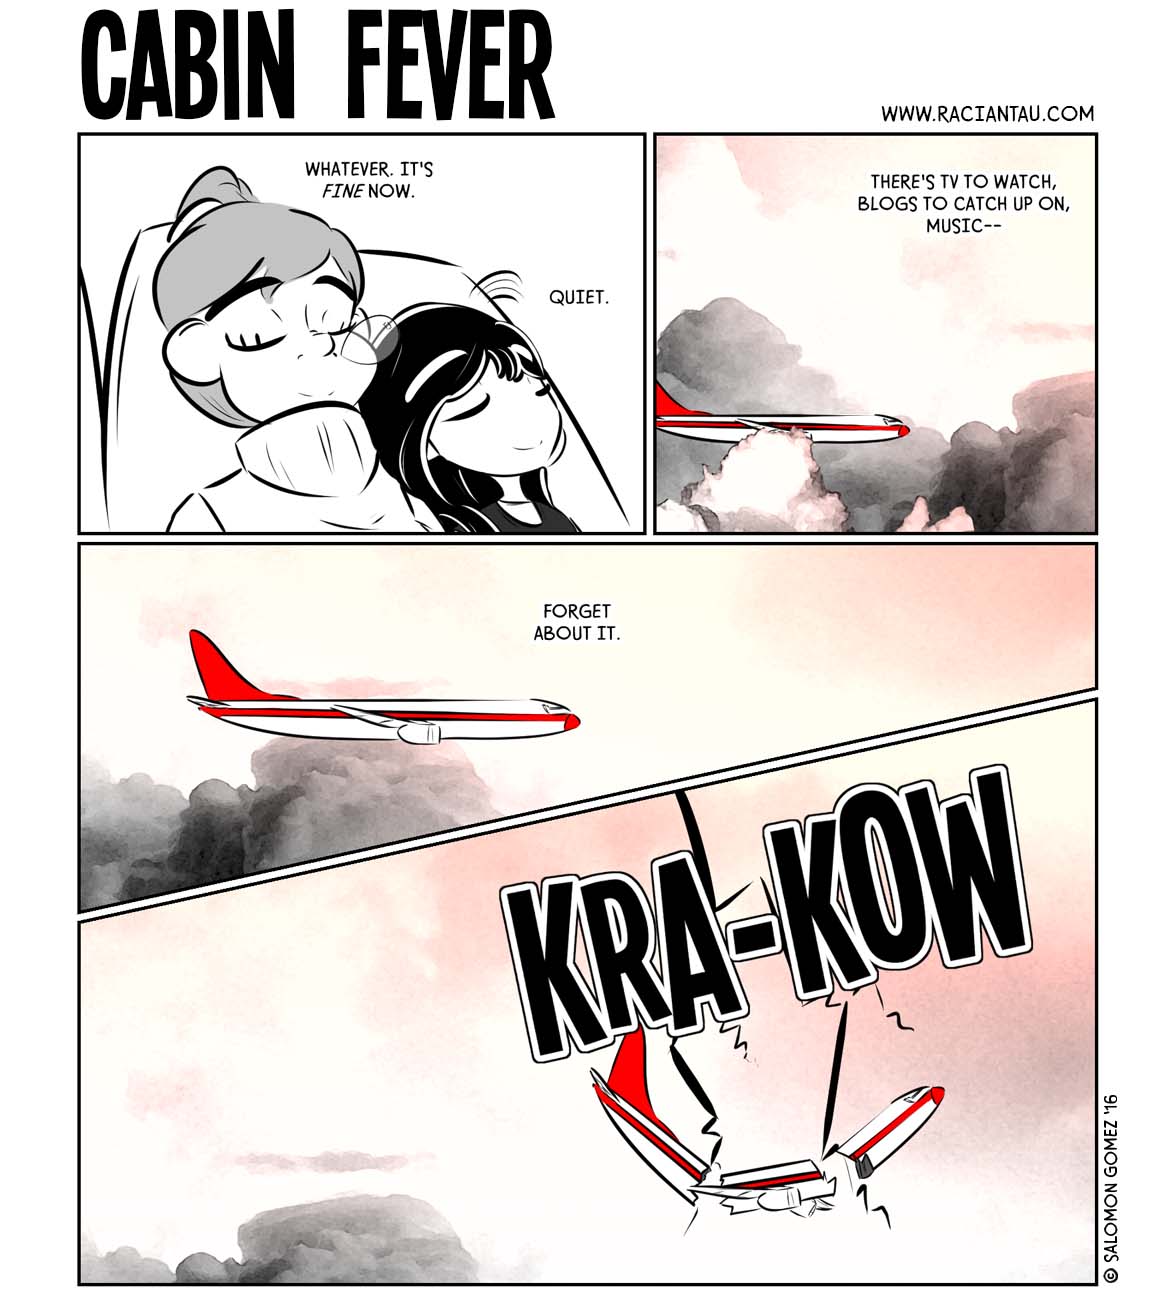 CABIN FEVER
WWW.RACIANTAU.COM
WHATEVER. IT'S
FINE NOW.
QUIET.
THERE'S TV TO WATCH,
BLOGS TO CATCH UP ON,
MUSIC--
FORGET
ABOUT IT.
KRA-KOW
© SALOMON GOMEZ '16